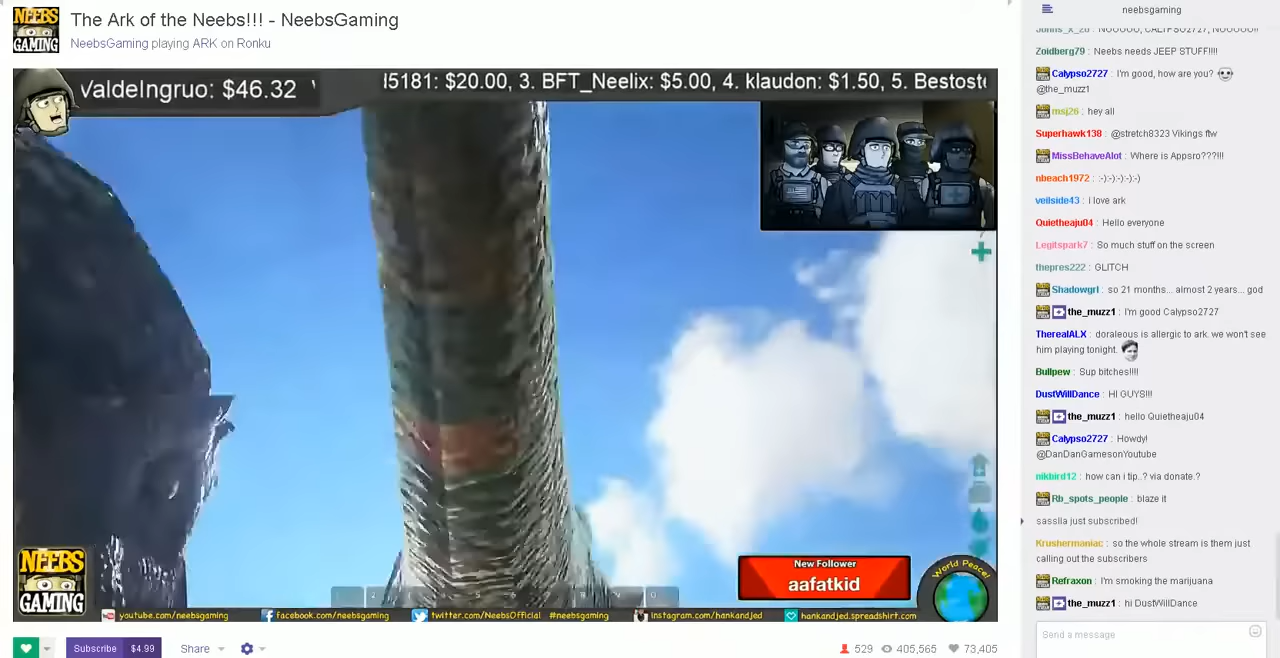 NEEBS
GAMING
The Ark of the Neebs!!! - NeebsGaming
NeebsGaming playing ARK on Ronku
ValdeIngruo: $46.32
5181: $20.00, 3. BFT_Neelix: $5.00, 4. klaudon: $1.50, 5. Bestost
NEEBS
GAMING
New Follower
aafatkid
World Peace!
youtube.com/neebsgaming
facebook.com/neebsgaming
twitter.com/NeebsOfficial #neebsgaming
instagram.com/hankandjed
hankandjed.spreadshirt.com
Subscribe $4.99
Share
529 405,565 73,405
neebsgaming
Zoidberg79 : Neebs needs JEEP STUFF!!!!
Calypso2727 : I'm good, how are you?
@the_muzz1
msj26 : hey all
Superhawk138 : @stretch8323 Vikings ftw
MissBehaveAlot : Where is Appsro???!!!
nbeach1972 : :-):-):-):-):-)
veilside43 : i love ark
Quietheaju04 : Hello everyone
Legitspark7 : So much stuff on the screen
thepres222 : GLITCH
Shadowgrl : so 21 months... almost 2 years... god
the_muzz1 : I'm good Calypso2727
TherealALX : doraleous is allergic to ark. we won't see
him playing tonight.
Bullpew : Sup bitches!!!!
DustWillDance : HI GUYS!!!
the_muzz1 : hello Quietheaju04
Calypso2727 : Howdy!
@DanDanGamesonYoutube
nikbird12 : how can i tip..? via donate.?
Rb_spots_people : blaze it
sasslla just subscribed!
Krushermaniac : so the whole stream is them just
calling out the subscribers
Refraxon : I'm smoking the marijuana
the_muzz1 : hi DustWillDance
Send a message